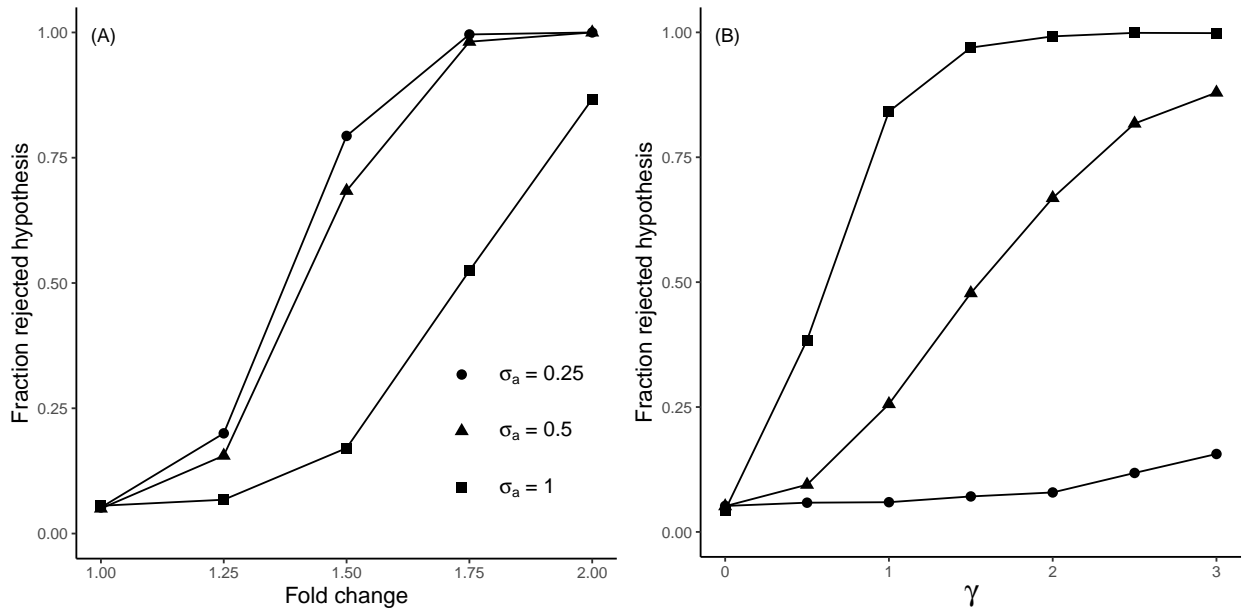 (A)
Fraction rejected hypothesis
1.00
0.75
0.50
0.25
0.00
1.00 1.25 1.50 1.75 2.00
Fold change
σa = 0.25
σa = 0.5
σa = 1
(B)
Fraction rejected hypothesis
1.00
0.75
0.50
0.25
0.00
0 1 2 3
γ